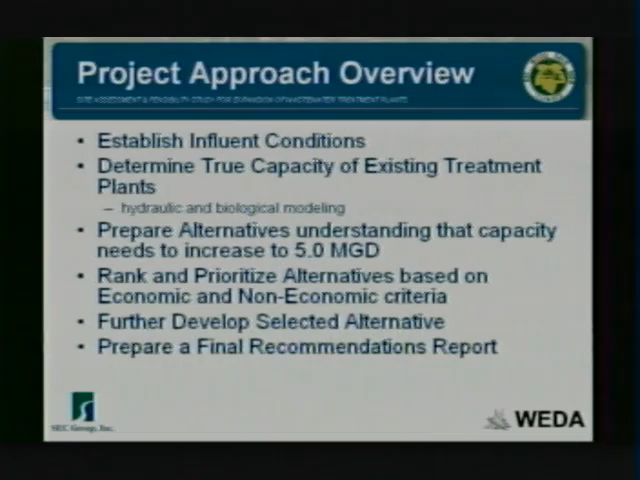 Project Approach Overview
SITE ASSESSMENT & FEASIBILITY STUDY FOR EXPANSION OF WASTEWATER TREATMENT PLANTS
• Establish Influent Conditions
• Determine True Capacity of Existing Treatment
Plants
– hydraulic and biological modeling
• Prepare Alternatives understanding that capacity
needs to increase to 5.0 MGD
• Rank and Prioritize Alternatives based on
Economic and Non-Economic criteria
• Further Develop Selected Alternative
• Prepare a Final Recommendations Report
Group, Inc.
WEDA